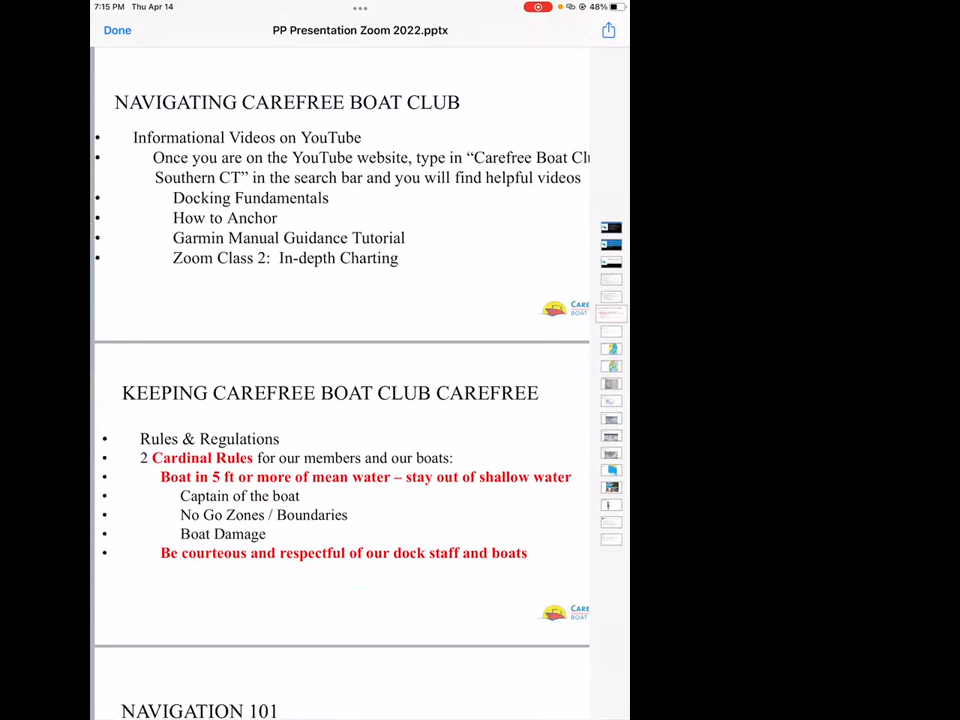 7:15 PM Thu Apr 14
48%
Done
PP Presentation Zoom 2022.pptx
NAVIGATING CAREFREE BOAT CLUB
• Informational Videos on YouTube
• Once you are on the YouTube website, type in “Carefree Boat Clu
Southern CT” in the search bar and you will find helpful videos
• Docking Fundamentals
• How to Anchor
• Garmin Manual Guidance Tutorial
• Zoom Class 2: In-depth Charting
CARE
BOAT
KEEPING CAREFREE BOAT CLUB CAREFREE
• Rules & Regulations
• 2 Cardinal Rules for our members and our boats:
• Boat in 5 ft or more of mean water – stay out of shallow water
• Captain of the boat
• No Go Zones / Boundaries
• Boat Damage
• Be courteous and respectful of our dock staff and boats
CARE
BOAT
NAVIGATION 101